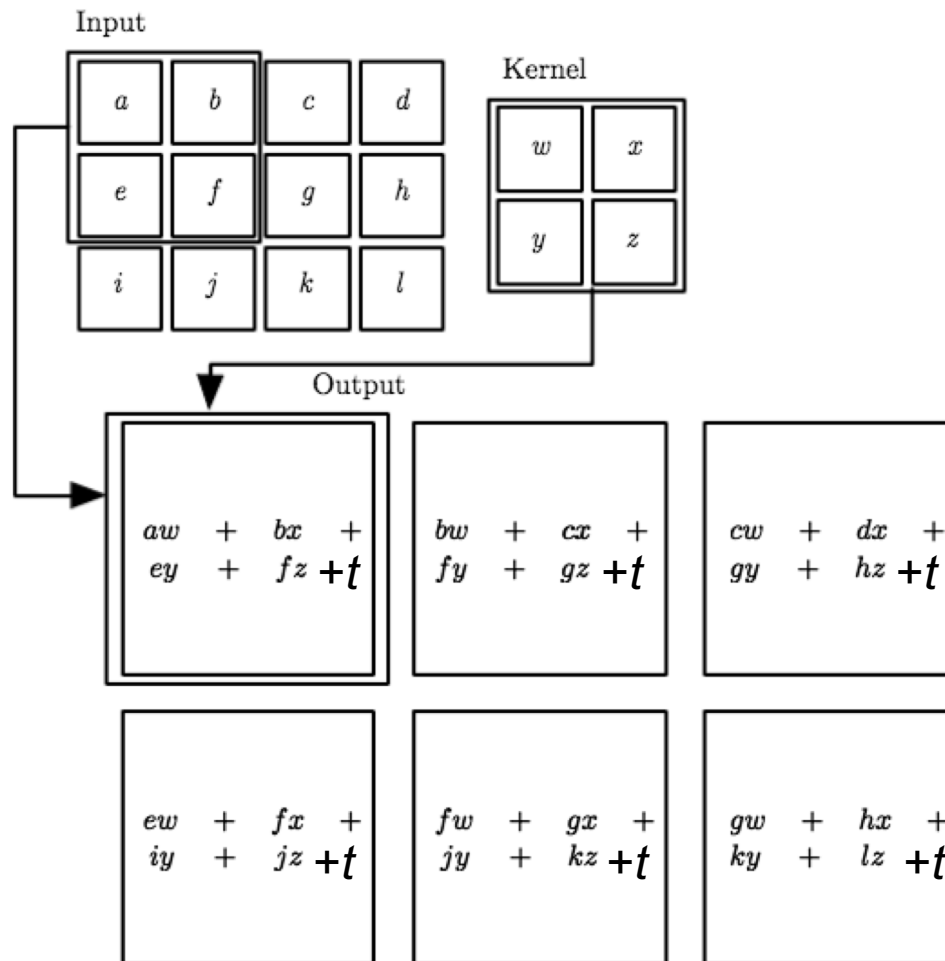 Input
Kernel
a b c d
e f g h
i j k l
w x
y z
Output
aw + bx +
ey + fz +t
bw + cx +
fy + gz +t
cw + dx +
gy + hz +t
ew + fx +
iy + jz +t
fw + gx +
jy + kz +t
gw + hx +
ky + lz +t